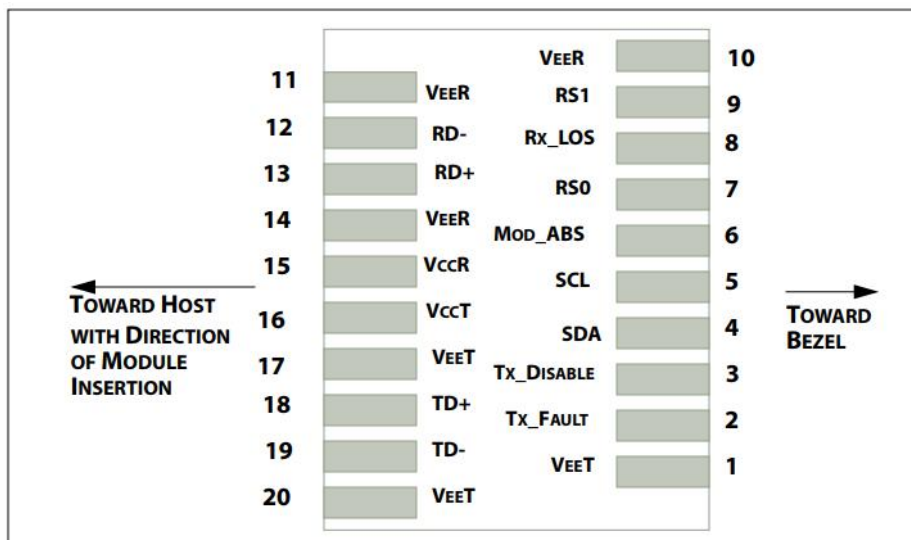 VEER 10
11 VEER
RS1 9
12 RD-
Rx_LOS 8
13 RD+
RS0 7
14 VEER
MOD_ABS 6
15 VCCR
SCL 5
16 VCCT
SDA 4
17 VEET
TX_DISABLE 3
18 TD+
TX_FAULT 2
19 TD-
VEET 1
20 VEET
TOWARD HOST
WITH DIRECTION
OF MODULE
INSERTION
TOWARD
BEZEL